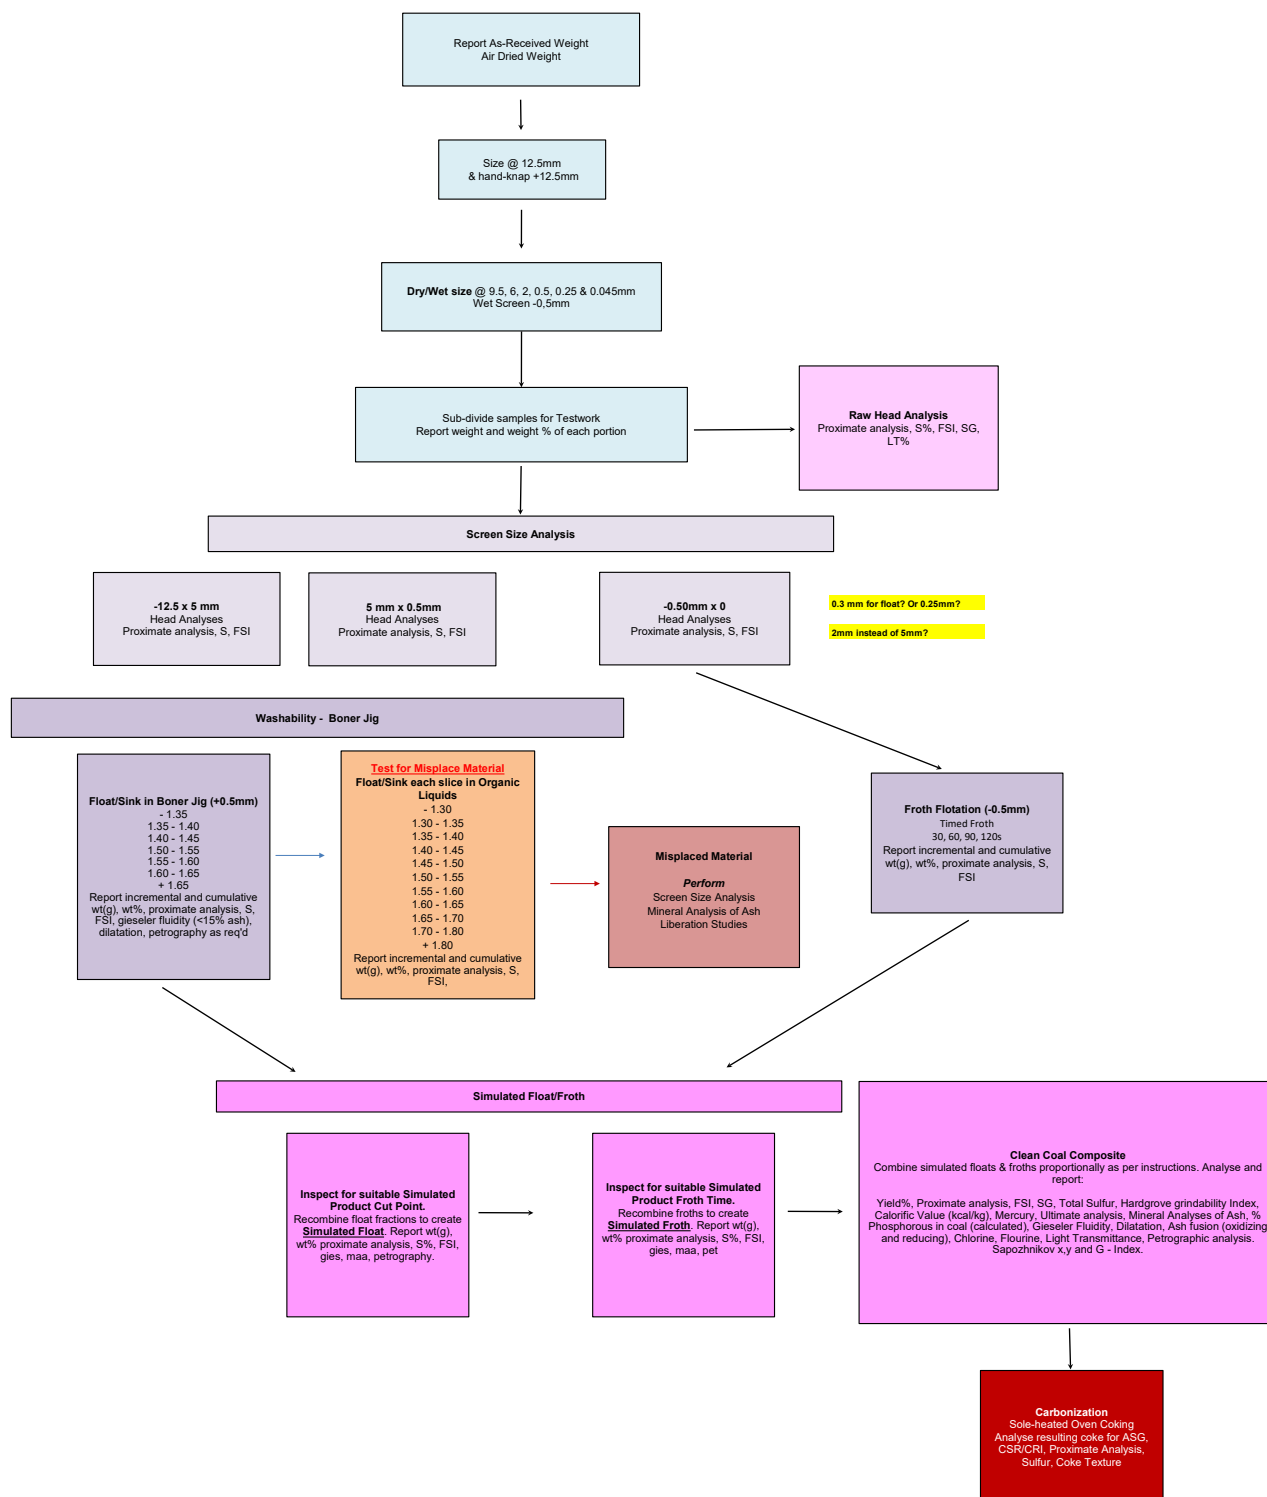 Report As-Received Weight
Air Dried Weight
Size @ 12.5mm
& hand-knap +12.5mm
Dry/Wet size @ 9.5, 6, 2, 0.5, 0.25 & 0.045mm
Wet Screen -0,5mm
Sub-divide samples for Testwork
Report weight and weight % of each portion
Raw Head Analysis
Proximate analysis, S%, FSI, SG,
LT%
Screen Size Analysis
-12.5 x 5 mm
Head Analyses
Proximate analysis, S, FSI
5 mm x 0.5mm
Head Analyses
Proximate analysis, S, FSI
-0.50mm x 0
Head Analyses
Proximate analysis, S, FSI
0.3 mm for float? Or 0.25mm?
2mm instead of 5mm?
Washability -  Boner Jig
Float/Sink in Boner Jig (+0.5mm)
- 1.35
1.35 - 1.40
1.40 - 1.45
1.50 - 1.55
1.55 - 1.60
1.60 - 1.65
+ 1.65
Report incremental and cumulative
wt(g), wt%, proximate analysis, S,
FSI, gieseler fluidity (<15% ash),
dilatation, petrography as req'd
Test for Misplace Material
Float/Sink each slice in Organic
Liquids
- 1.30
1.30 - 1.35
1.35 - 1.40
1.40 - 1.45
1.45 - 1.50
1.50 - 1.55
1.55 - 1.60
1.60 - 1.65
1.65 - 1.70
1.70 - 1.80
+ 1.80
Report incremental and cumulative
wt(g), wt%, proximate analysis, S,
FSI,
Misplaced Material
Perform
Screen Size Analysis
Mineral Analysis of Ash
Liberation Studies
Froth Flotation (-0.5mm)
Timed Froth
30, 60, 90, 120s
Report incremental and cumulative
wt(g), wt%, proximate analysis, S,
FSI
Simulated Float/Froth
Inspect for suitable Simulated
Product Cut Point.
Recombine float fractions to create
Simulated Float. Report wt(g),
wt% proximate analysis, S%, FSI,
gies, maa, petrography.
Inspect for suitable Simulated
Product Froth Time.
Recombine froths to create
Simulated Froth. Report wt(g),
wt% proximate analysis, S%, FSI,
gies, maa, pet
Clean Coal Composite
Combine simulated floats & froths proportionally as per instructions. Analyse and
report:
Yield%, Proximate analysis, FSI, SG, Total Sulfur, Hardgrove grindability Index,
Calorific Value (kcal/kg), Mercury, Ultimate analysis, Mineral Analyses of Ash, %
Phosphorous in coal (calculated), Gieseler Fluidity, Dilatation, Ash fusion (oxidizing
and reducing), Chlorine, Flourine, Light Transmittance, Petrographic analysis.
Sapozhnikov x,y and G - Index.
Carbonization
Sole-heated Oven Coking
Analyse resulting coke for ASG,
CSR/CRI, Proximate Analysis,
Sulfur, Coke Texture